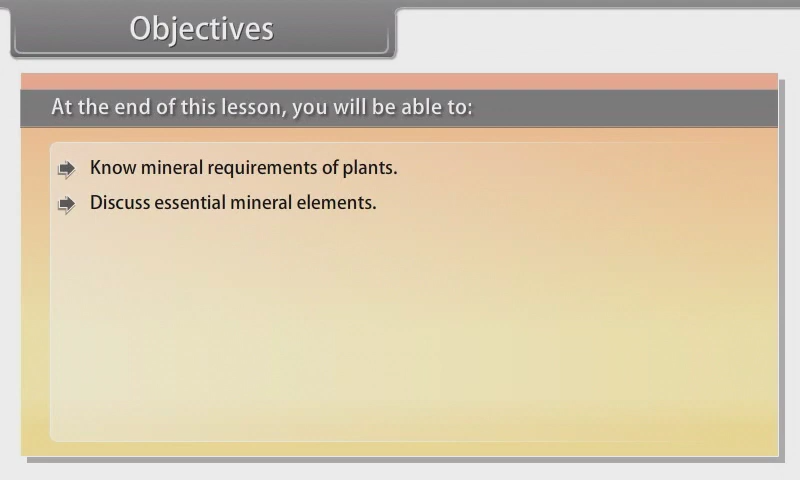 Objectives
At the end of this lesson, you will be able to:
Know mineral requirements of plants.
Discuss essential mineral elements.